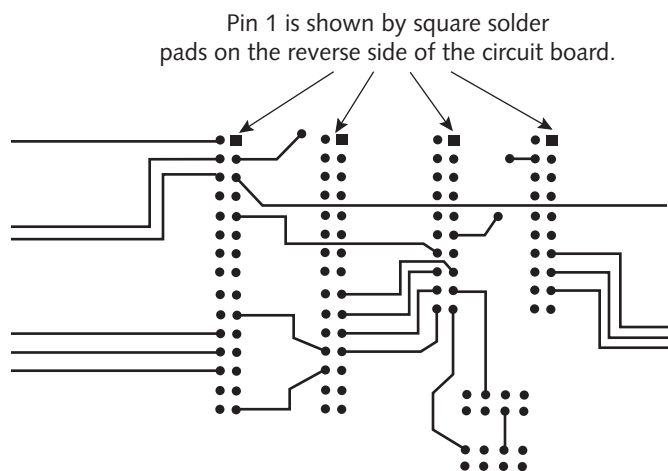 Pin 1 is shown by square solder
pads on the reverse side of the circuit board.